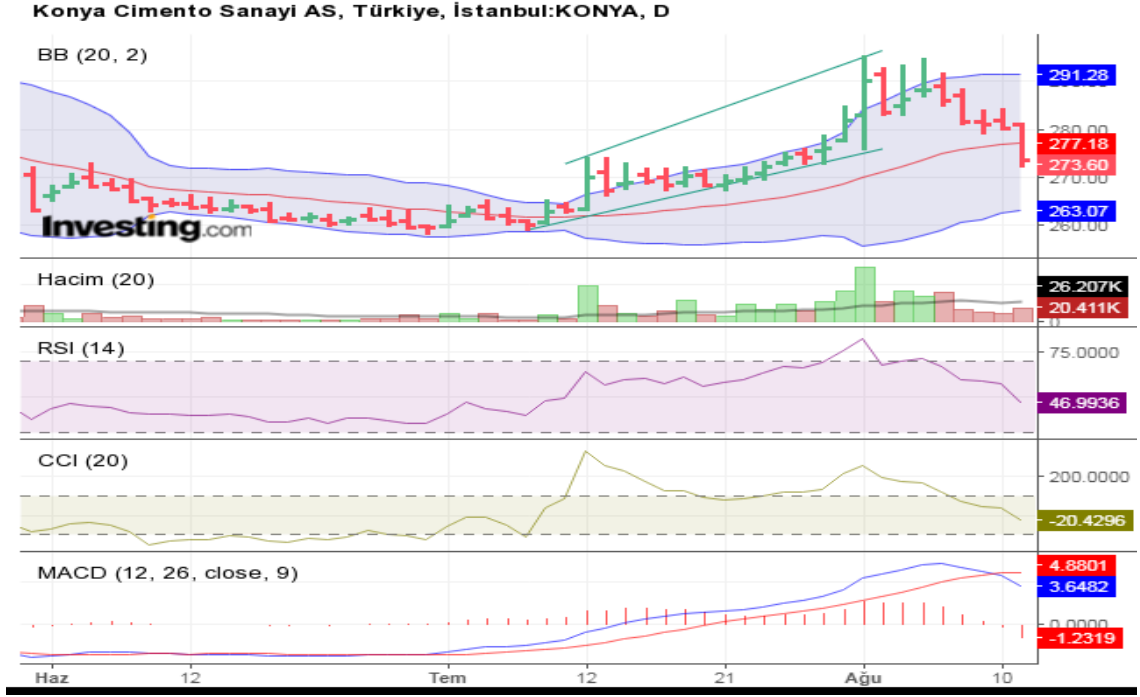 Konya Cimento Sanayi AS, Türkiye, İstanbul:KONYA, D
BB (20, 2)
291.28
280.00
277.18
273.60
270.00
263.07
260.00
Investing.com
Hacim (20)
26.207K
20.411K
0
RSI (14)
75.0000
46.9936
CCI (20)
200.0000
-20.4296
MACD (12, 26, close, 9)
4.8801
3.6482
0.0000
-1.2319
Haz 12 Tem 12 21 Ağu 10